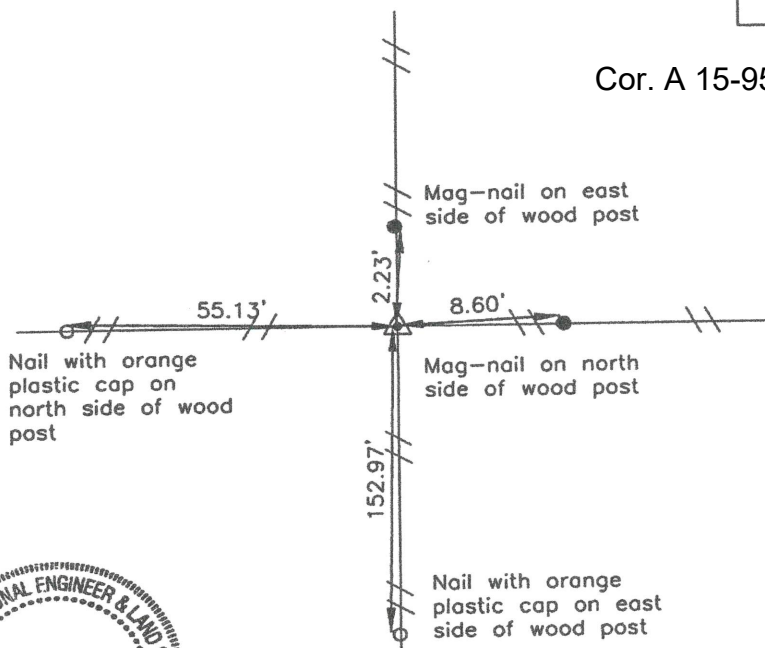 Cor. A 15-95
Mag-nail on east
side of wood post
2.23'
55.13'
8.60'
Nail with orange
plastic cap on
north side of wood
post
Mag-nail on north
side of wood post
152.97'
Nail with orange
plastic cap on east
side of wood post
ENGINEER & LAND